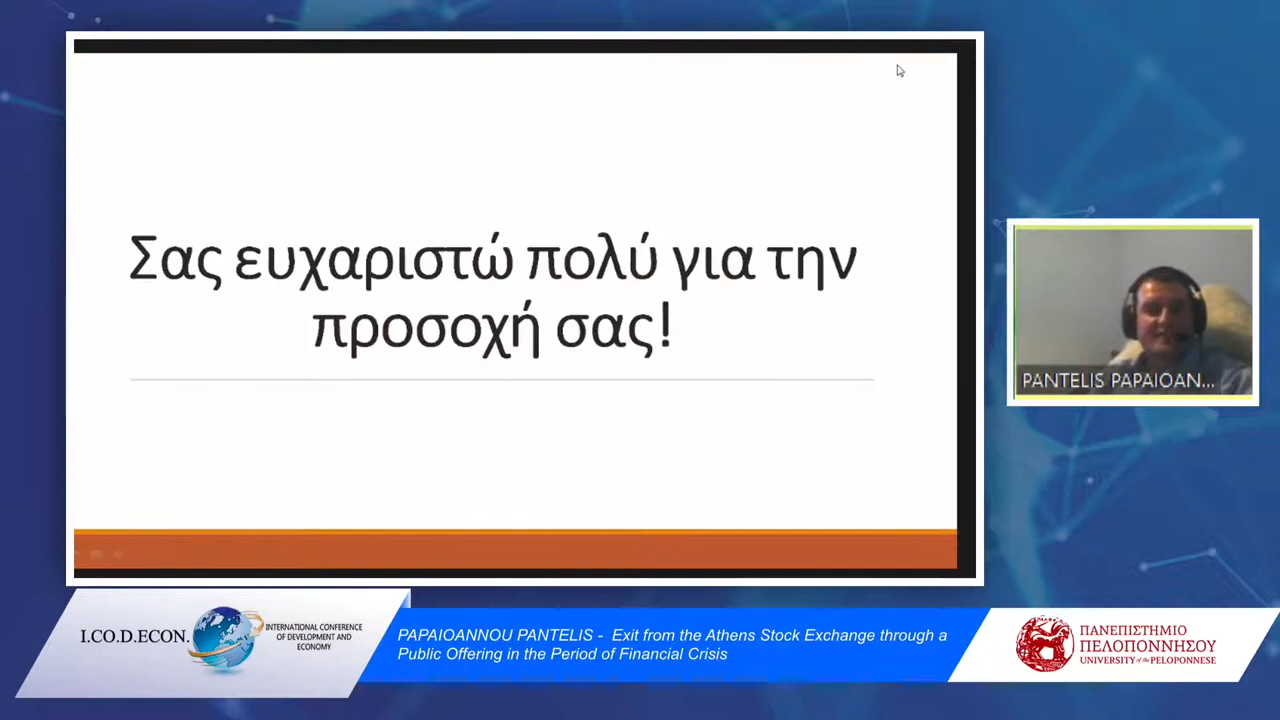 Σας ευχαριστώ πολύ για την
προσοχή σας!
PANTELIS PAPAIOAN...
I.CO.D.ECON.
INTERNATIONAL CONFERENCE
OF DEVELOPMENT AND
ECONOMY
PAPAIOANNOU PANTELIS - Exit from the Athens Stock Exchange through a
Public Offering in the Period of Financial Crisis
ΠΑΝΕΠΙΣΤΗΜΙΟ
ΠΕΛΟΠΟΝΝΗΣΟΥ
UNIVERSITY of the PELOPONNESE